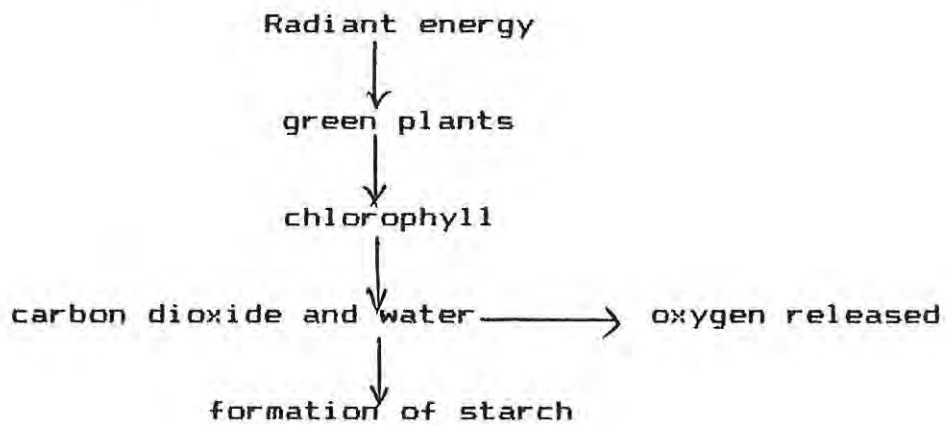 Radiant energy
green plants
chlorophyll
carbon dioxide and water oxygen released
formation of starch